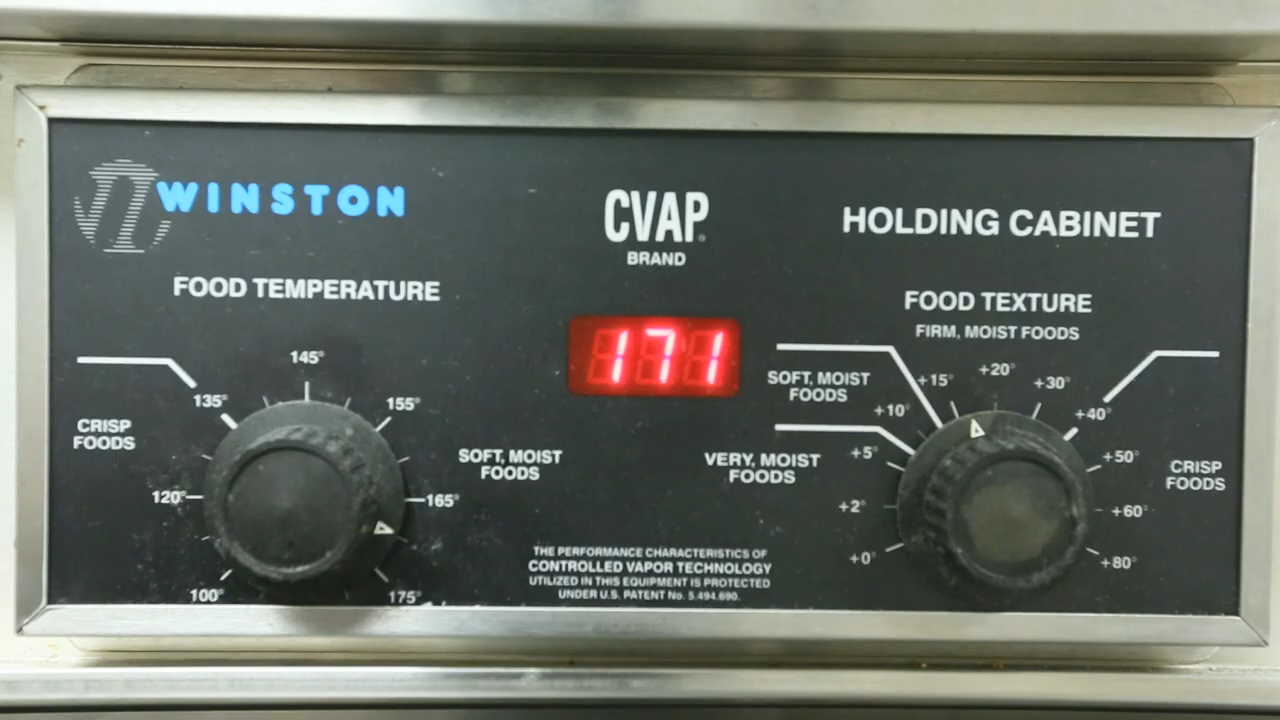 WINSTON
CVAP
BRAND
HOLDING CABINET
FOOD TEMPERATURE
CRISP
FOODS
100°
120°
135°
145°
155°
165°
175°
SOFT, MOIST
FOODS
171
FOOD TEXTURE
FIRM, MOIST FOODS
SOFT, MOIST
FOODS
VERY, MOIST
FOODS
+0°
+2°
+5°
+10°
+15°
+20°
+30°
+40°
+50°
+60°
+80°
CRISP
FOODS
THE PERFORMANCE CHARACTERISTICS OF
CONTROLLED VAPOR TECHNOLOGY
UTILIZED IN THIS EQUIPMENT IS PROTECTED
UNDER U.S. PATENT No. 5,494,690.